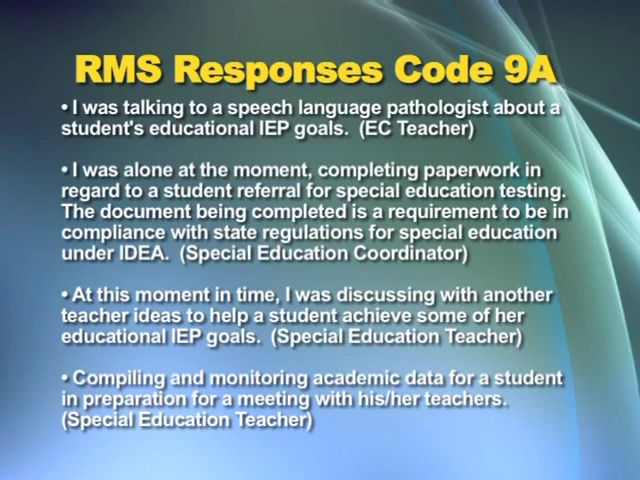 RMS Responses Code 9A
• I was talking to a speech language pathologist about a
student's educational IEP goals.  (EC Teacher)
• I was alone at the moment, completing paperwork in
regard to a student referral for special education testing.
The document being completed is a requirement to be in
compliance with state regulations for special education
under IDEA.  (Special Education Coordinator)
• At this moment in time, I was discussing with another
teacher ideas to help a student achieve some of her
educational IEP goals.  (Special Education Teacher)
• Compiling and monitoring academic data for a student
in preparation for a meeting with his/her teachers.
(Special Education Teacher)